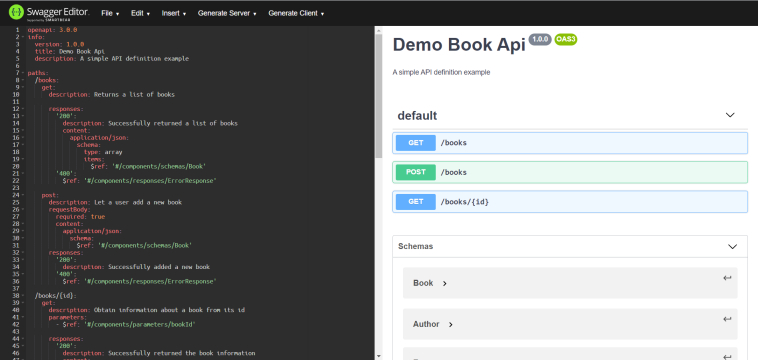 Swagger Editor.
Supported by SMARTBEAR
File
Edit
Insert
Generate Server
Generate Client
1 openapi: 3.0.0
2 info:
3 version: 1.0.0
4 title: Demo Book Api
5 description: A simple API definition example
6
7 paths:
8 /books:
9 get:
10 description: Returns a list of books
11
12 responses:
13 '200':
14 description: Successfully returned a list of books
15 content:
16 application/json:
17 schema:
18 type: array
19 items:
20 $ref: '#/components/schemas/Book'
21 '400':
22 $ref: '#/components/responses/ErrorResponse'
23
24 post:
25 description: Let a user add a new book
26 requestBody:
27 required: true
28 content:
29 application/json:
30 schema:
31 $ref: '#/components/schemas/Book'
32 responses:
33 '200':
34 description: Successfully added a new book
35 '400':
36 $ref: '#/components/responses/ErrorResponse'
37
38 /books/{id}:
39 get:
40 description: Obtain information about a book from its id
41 parameters:
42 - $ref: '#/components/parameters/bookId'
43
44 responses:
45 '200':
46 description: Successfully returned the book information
Demo Book Api 1.0.0 OAS3
A simple API definition example
default
GET /books
POST /books
GET /books/{id}
Schemas
Book
Author